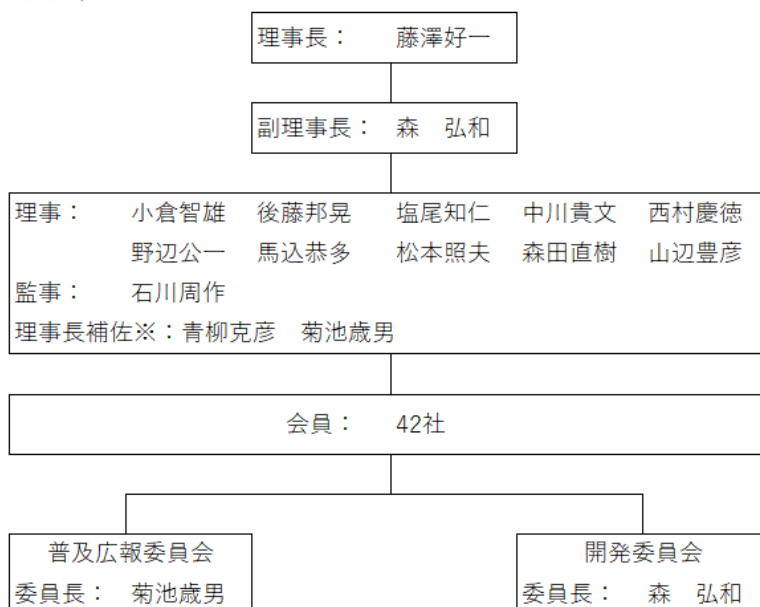 理事長： 藤澤好一
副理事長： 森　弘和
理事： 小倉智雄 後藤邦晃 塩尾知仁 中川貴文 西村慶徳
野辺公一 馬込恭多 松本照夫 森田直樹 山辺豊彦
監事： 石川周作
理事長補佐※：青柳克彦 菊池歳男
会員： 42社
普及広報委員会
委員長： 菊池歳男
開発委員会
委員長： 森　弘和